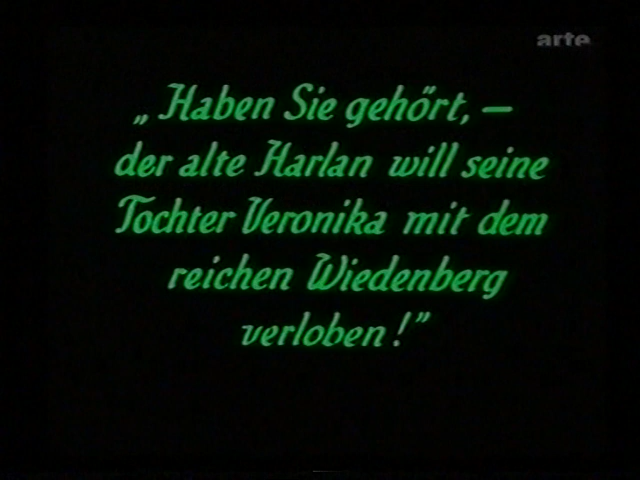 arte
„Haben Sie gehört, —
der alte Harlan will seine
Tochter Veronika mit dem
reichen Wiedenberg
verloben!"